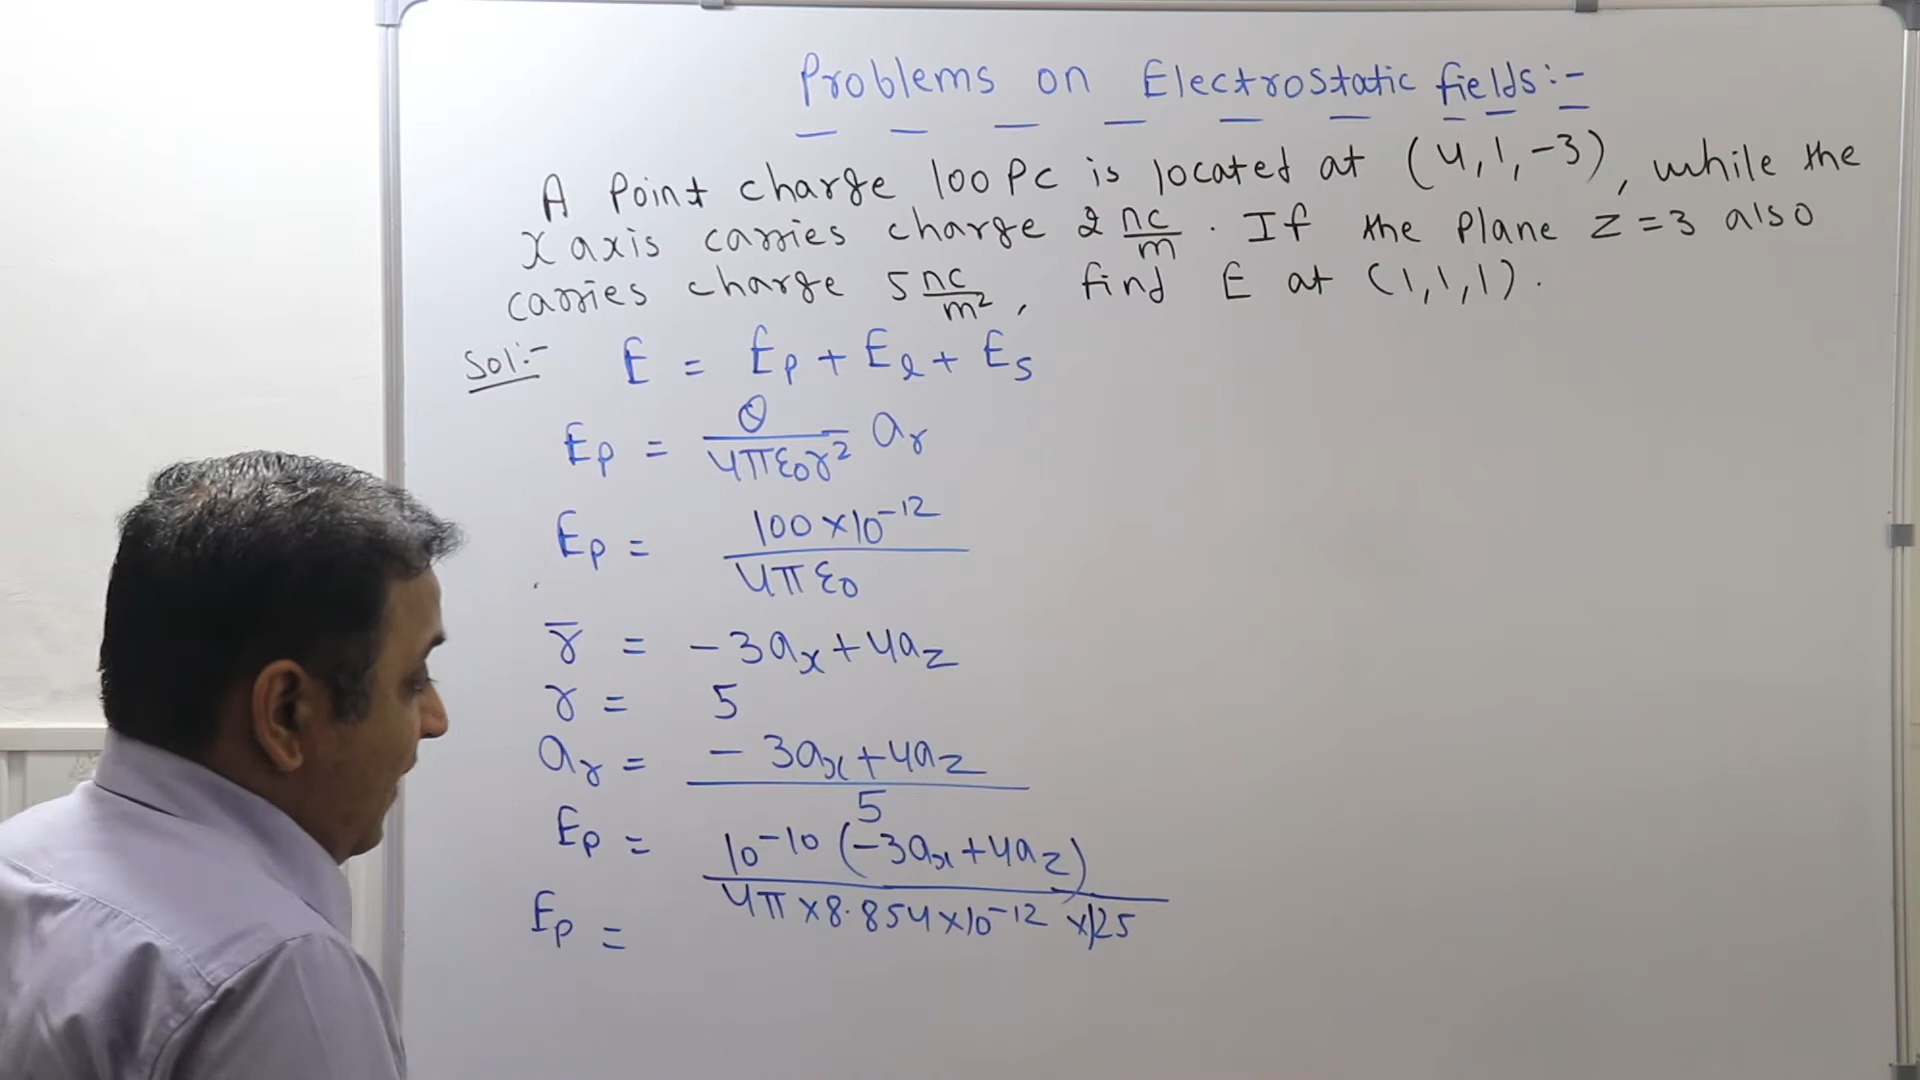 Problems on Electrostatic fields:-
A Point charge 100 PC is located at (4,1,-3), while the
X axis carries charge 2 nc/m. If the Plane Z=3 also
carries charge 5 nc/m², find E at (1,1,1).
Sol:- E = Ep + El + Es
Ep = Q/4πε0r² ar
Ep = 100×10⁻¹²/4πε0
r̅ = -3ax+4az
r = 5
ar = -3ax+4az/5
Ep = 10⁻¹⁰(-3ax+4az)/4π×8.854×10⁻¹²×125
Ep =